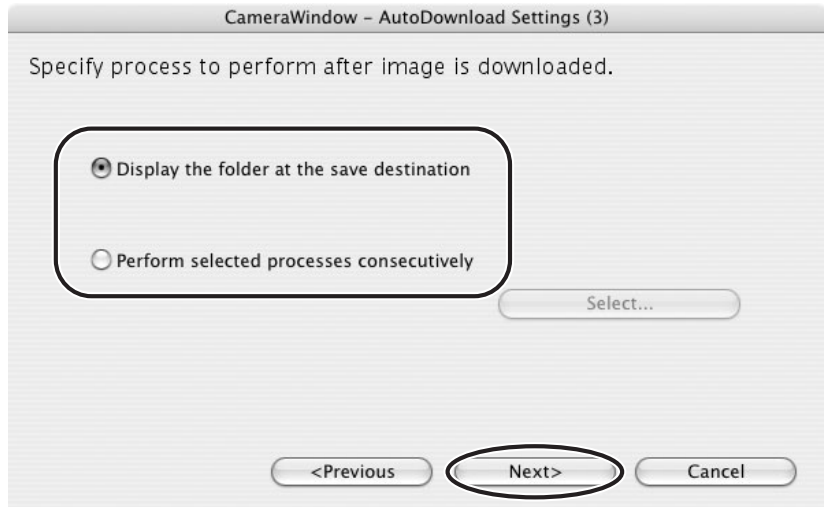 CameraWindow – AutoDownload Settings (3)
Specify process to perform after image is downloaded.
Display the folder at the save destination
Perform selected processes consecutively
Select...
<Previous Next> Cancel